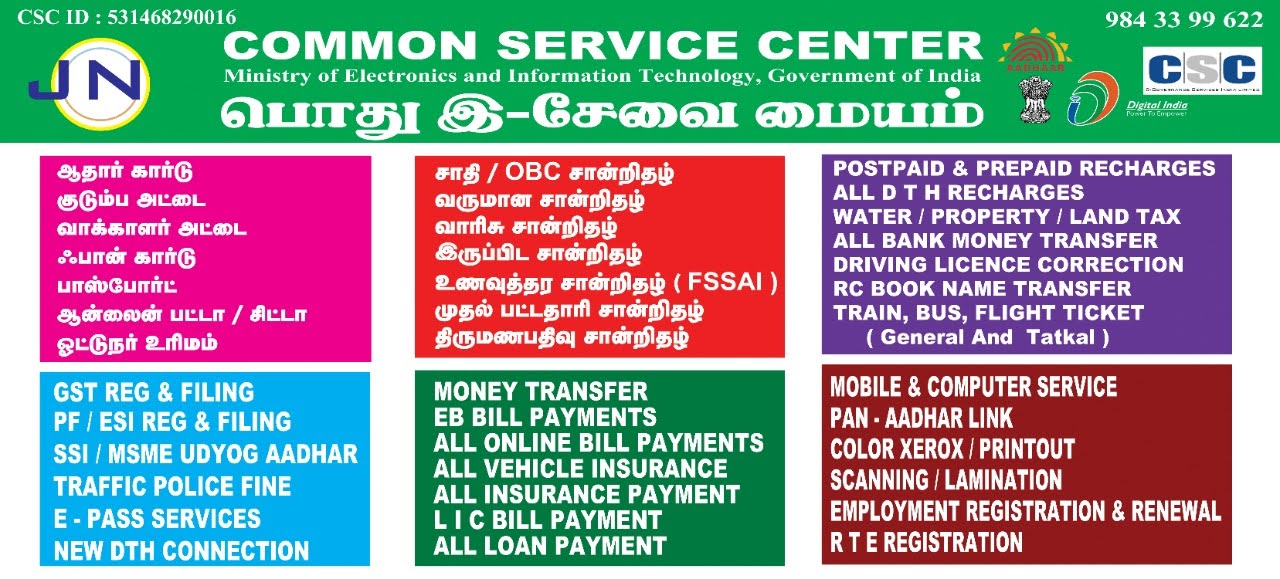 CSC ID : 531468290016
984 33 99 622
JN
COMMON SERVICE CENTER
Ministry of Electronics and Information Technology, Government of India
பொது இ-சேவை மையம்
AADHAAR
Digital India
Power To Empower
CSC
ஆதார் கார்டு
குடும்ப அட்டை
வாக்காளர் அட்டை
ஃபான் கார்டு
பாஸ்போர்ட்
ஆன்லைன் பட்டா / சிட்டா
ஓட்டுநர் உரிமம்
சாதி / OBC சான்றிதழ்
வருமான சான்றிதழ்
வாரிசு சான்றிதழ்
இருப்பிட சான்றிதழ்
உணவுத்தர சான்றிதழ் ( FSSAI )
முதல் பட்டதாரி சான்றிதழ்
திருமணபதிவு சான்றிதழ்
POSTPAID & PREPAID RECHARGES
ALL D T H RECHARGES
WATER / PROPERTY / LAND TAX
ALL BANK MONEY TRANSFER
DRIVING LICENCE CORRECTION
RC BOOK NAME TRANSFER
TRAIN, BUS, FLIGHT TICKET
( General And Tatkal )
GST REG & FILING
PF / ESI REG & FILING
SSI / MSME UDYOG AADHAR
TRAFFIC POLICE FINE
E - PASS SERVICES
NEW DTH CONNECTION
MONEY TRANSFER
EB BILL PAYMENTS
ALL ONLINE BILL PAYMENTS
ALL VEHICLE INSURANCE
ALL INSURANCE PAYMENT
L I C BILL PAYMENT
ALL LOAN PAYMENT
MOBILE & COMPUTER SERVICE
PAN - AADHAR LINK
COLOR XEROX / PRINTOUT
SCANNING / LAMINATION
EMPLOYMENT REGISTRATION & RENEWAL
R T E REGISTRATION